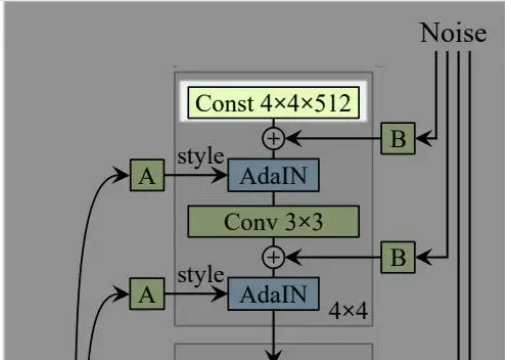 Noise
Const 4×4×512
+
B
style
A
AdaIN
Conv 3×3
+
B
style
A
AdaIN
4×4